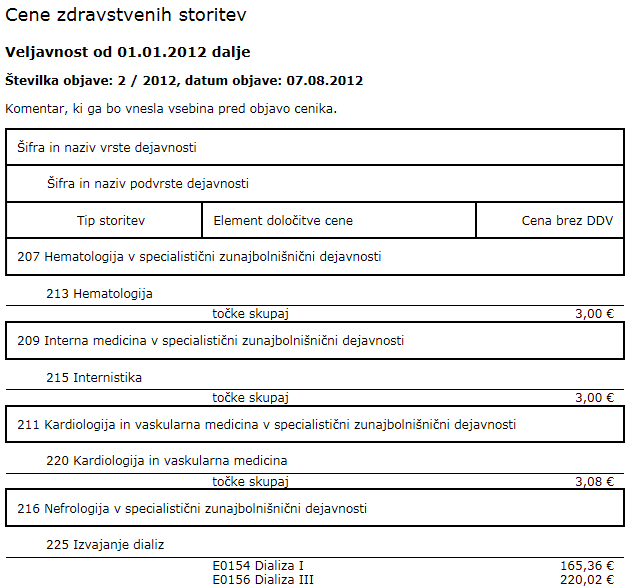 Cene zdravstvenih storitev
Veljavnost od 01.01.2012 dalje
Številka objave: 2 / 2012, datum objave: 07.08.2012
Komentar, ki ga bo vnesla vsebina pred objavo cenika.
Šifra in naziv vrste dejavnosti
Šifra in naziv podvrste dejavnosti
Tip storitev Element določitve cene Cena brez DDV
207 Hematologija v specialistični zunajbolnišnični dejavnosti
213 Hematologija
točke skupaj 3,00 €
209 Interna medicina v specialistični zunajbolnišnični dejavnosti
215 Internistika
točke skupaj 3,00 €
211 Kardiologija in vaskularna medicina v specialistični zunajbolnišnični dejavnosti
220 Kardiologija in vaskularna medicina
točke skupaj 3,08 €
216 Nefrologija v specialistični zunajbolnišnični dejavnosti
225 Izvajanje dializ
E0154 Dializa I 165,36 €
E0156 Dializa III 220,02 €